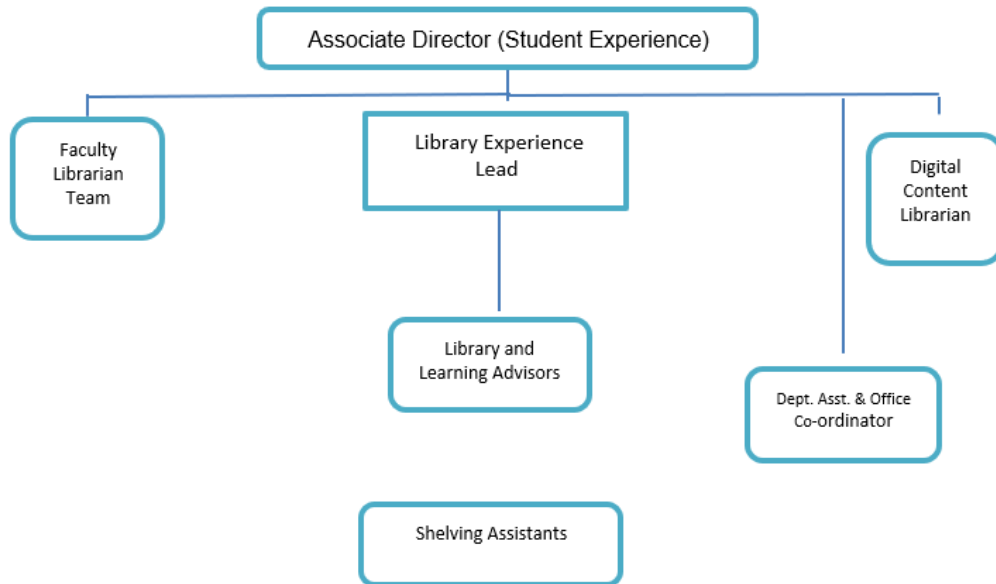 Associate Director (Student Experience)
Faculty
Librarian
Team
Library Experience
Lead
Digital
Content
Librarian
Library and
Learning Advisors
Dept. Asst. & Office
Co-ordinator
Shelving Assistants